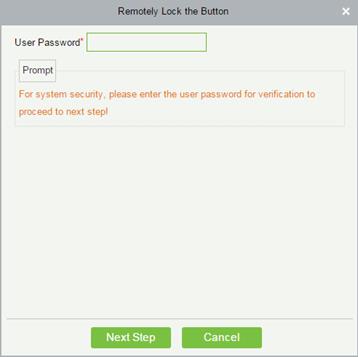 Remotely Lock the Button
User Password*
Prompt
For system security, please enter the user password for verification to
proceed to next step!
Next Step Cancel